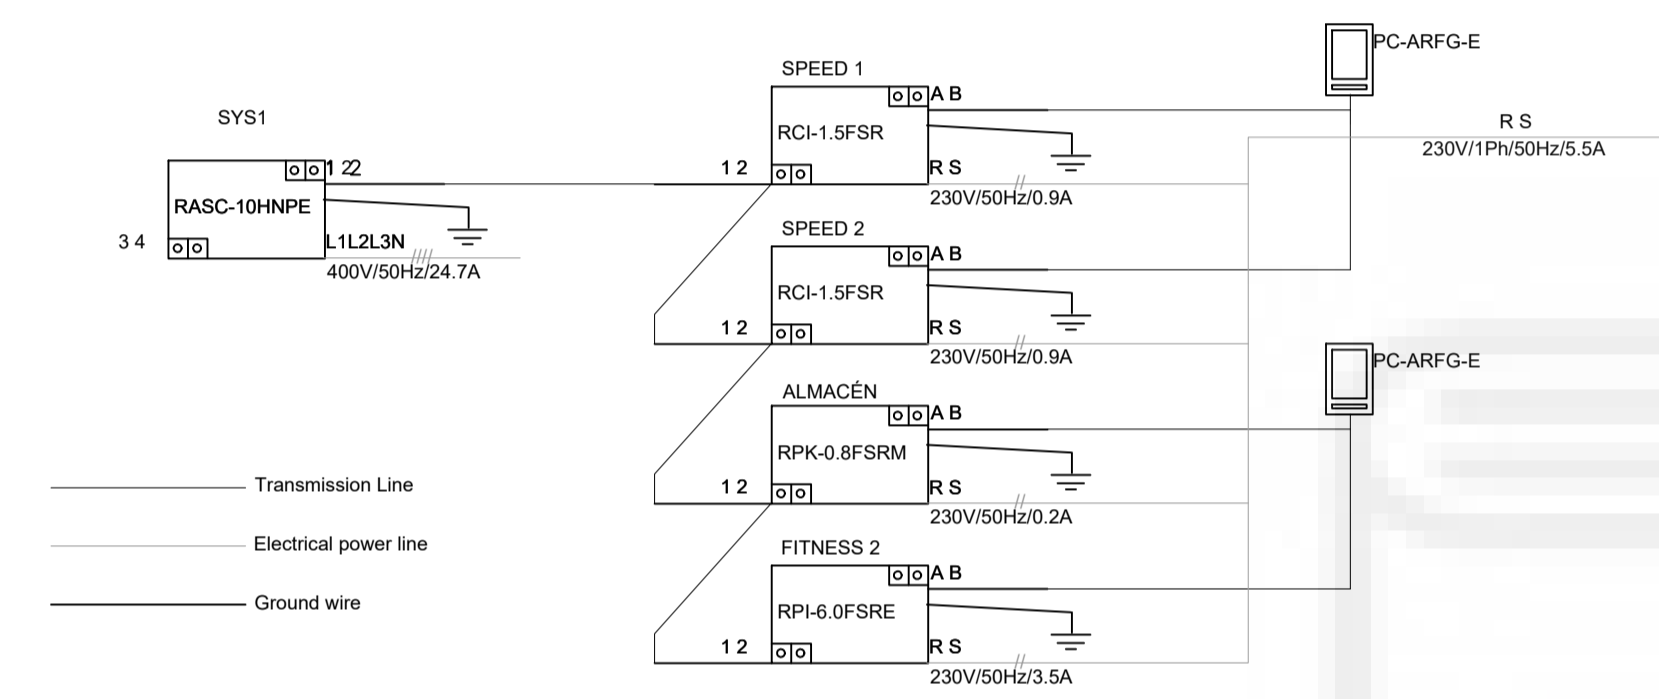 SYS1
1 22
RASC-10HNPE
3 4
L1L2L3N
400V/50Hz/24.7A
SPEED 1
A B
RCI-1.5FSR
1 2
R S
230V/50Hz/0.9A
SPEED 2
A B
RCI-1.5FSR
1 2
R S
230V/50Hz/0.9A
ALMACÉN
A B
RPK-0.8FSRM
1 2
R S
230V/50Hz/0.2A
FITNESS 2
A B
RPI-6.0FSRE
1 2
R S
230V/50Hz/3.5A
PC-ARFG-E
R S
230V/1Ph/50Hz/5.5A
PC-ARFG-E
Transmission Line
Electrical power line
Ground wire